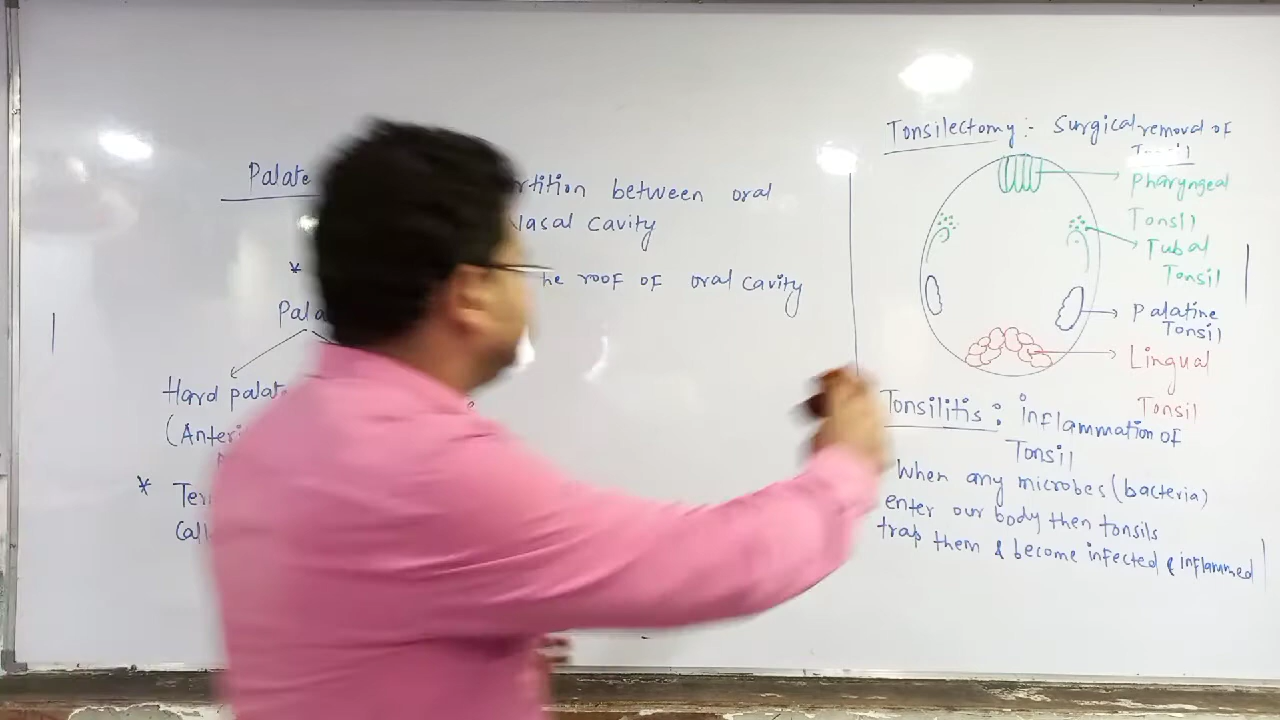 Palate
rtition between oral
Nasal Cavity
* he roof of oral cavity
Pala
Hard palate
(Anteri
* Ter
Call
Tonsilectomy :- Surgical removal of
Tonsil
Pharyngeal
Tonsil
Tubal
Tonsil
Palatine
Tonsil
Lingual
Tonsil
Tonsilitis : inflammation of
Tonsil
When any microbes (bacteria)
enter our body then tonsils
trap them & become infected & inflammed